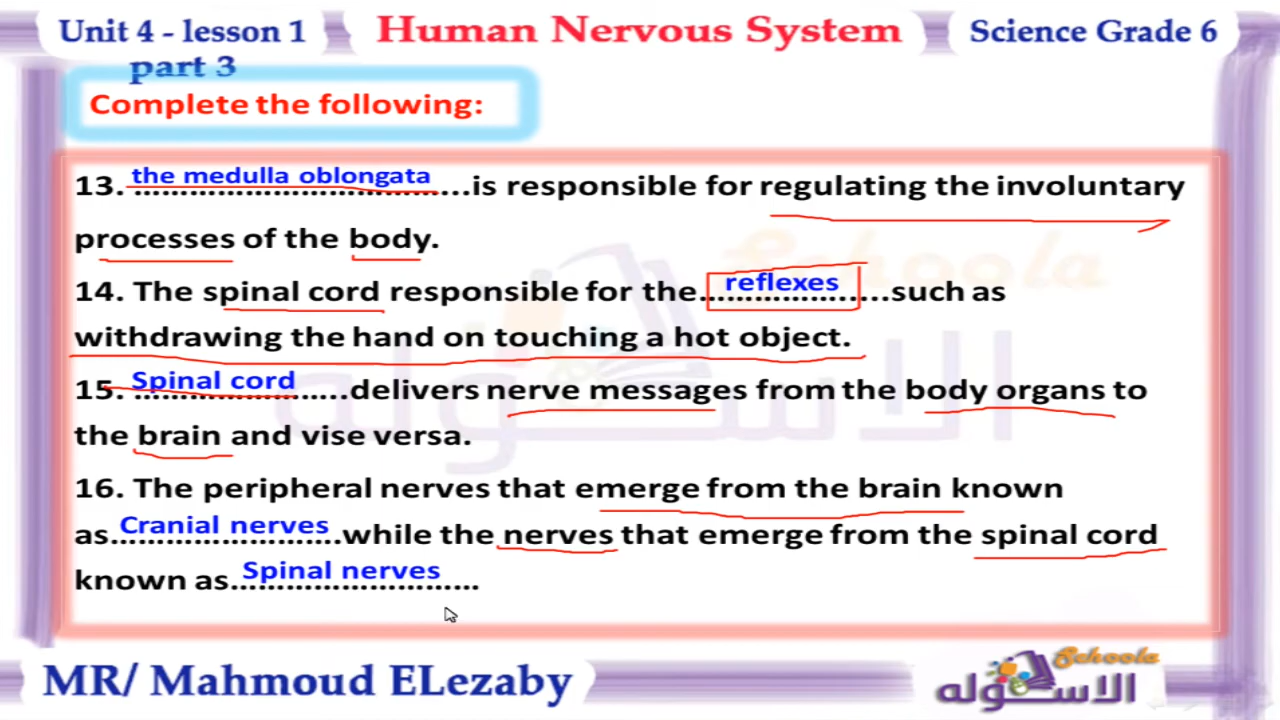 Unit 4 - lesson 1
part 3
Human Nervous System
Science Grade 6
Complete the following:
13. the medulla oblongata ....................................is responsible for regulating the involuntary
processes of the body.
14. The spinal cord responsible for the reflexes .....................such as
withdrawing the hand on touching a hot object.
15. Spinal cord .......................delivers nerve messages from the body organs to
the brain and vise versa.
16. The peripheral nerves that emerge from the brain known
as Cranial nerves .........................while the nerves that emerge from the spinal cord
known as Spinal nerves ...........................
MR/ Mahmoud ELezaby
Schoola
الاسكوله